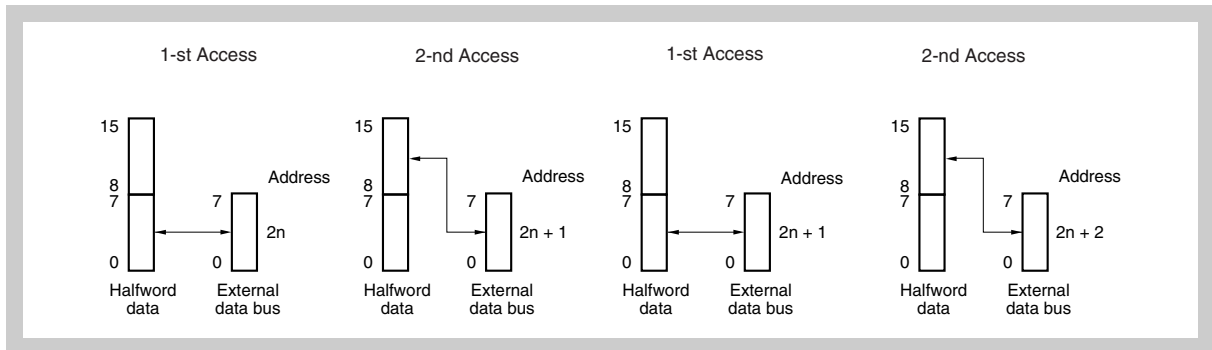 1-st Access
2-nd Access
1-st Access
2-nd Access
15
8
7
0
Halfword
data
7
0
External
data bus
Address
2n
15
8
7
0
Halfword
data
7
0
External
data bus
Address
2n + 1
15
8
7
0
Halfword
data
7
0
External
data bus
Address
2n + 1
15
8
7
0
Halfword
data
7
0
External
data bus
Address
2n + 2